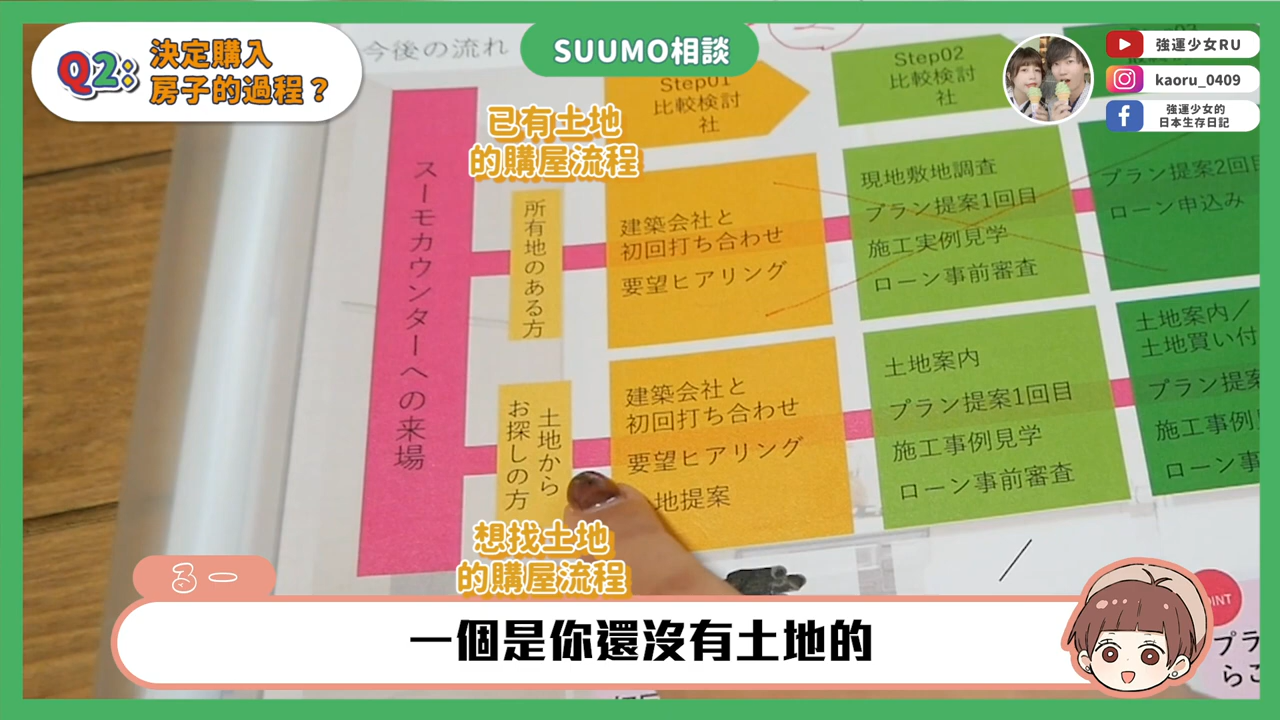 Q2:
決定購入
房子的過程？
SUUMO相談
強運少女RU
kaoru_0409
強運少女的
日本生存日記
今後の流れ
Step01
比較検討
社
Step02
比較検討
社
已有土地
的購屋流程
スーモカウンターへの来場
所有地のある方
建築会社と
初回打ち合わせ
要望ヒアリング
現地敷地調査
プラン提案1回目
施工実例見学
ローン事前審査
プラン提案2回目
ローン申込み
土地から
お探しの方
建築会社と
初回打ち合わせ
要望ヒアリング
地提案
土地案内
プラン提案1回目
施工事例見学
ローン事前審査
土地案内／
土地買い付
プラン提案
施工事例
ローン事
想找土地
的購屋流程
るー
一個是你還沒有土地的
OINT
プラ
らこ